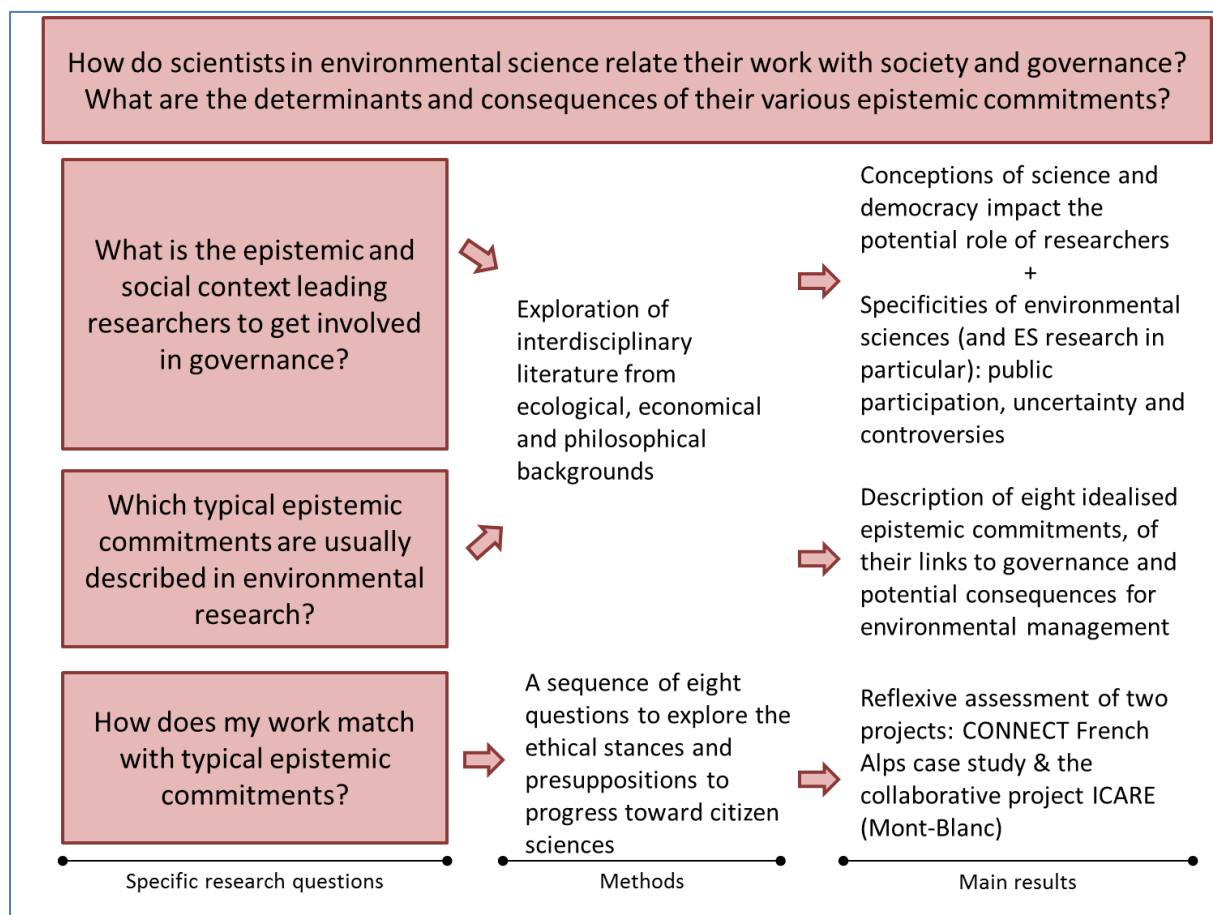 How do scientists in environmental science relate their work with society and governance?
What are the determinants and consequences of their various epistemic commitments?
What is the epistemic and
social context leading
researchers to get involved
in governance?
Exploration of
interdisciplinary
literature from
ecological, economical
and philosophical
backgrounds
Conceptions of science and
democracy impact the
potential role of researchers
+
Specificities of environmental
sciences (and ES research in
particular): public
participation, uncertainty and
controversies
Which typical epistemic
commitments are usually
described in environmental
research?
Description of eight idealised
epistemic commitments, of
their links to governance and
potential consequences for
environmental management
How does my work match
with typical epistemic
commitments?
A sequence of eight
questions to explore the
ethical stances and
presuppositions to
progress toward citizen
sciences
Reflexive assessment of two
projects: CONNECT French
Alps case study & the
collaborative project ICARE
(Mont-Blanc)
Specific research questions
Methods
Main results